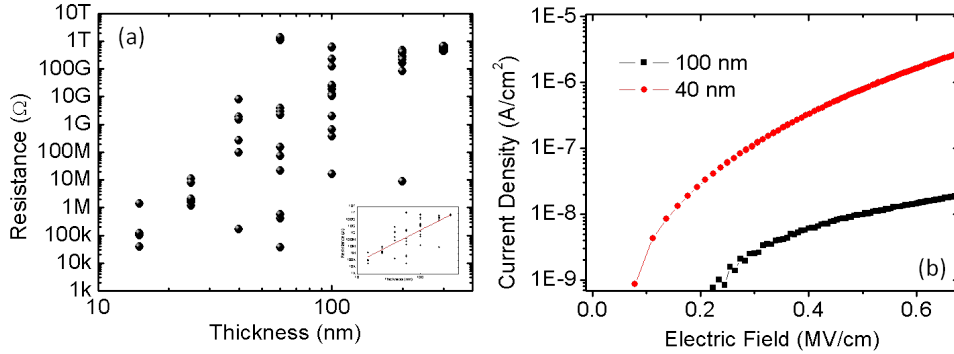 (a)
Resistance (Ω)
10T
1T
100G
10G
1G
100M
10M
1M
100k
10k
1k
10
100
Thickness (nm)
(b)
Current Density (A/cm²)
1E-5
1E-6
1E-7
1E-8
1E-9
100 nm
40 nm
0.0
0.2
0.4
0.6
Electric Field (MV/cm)